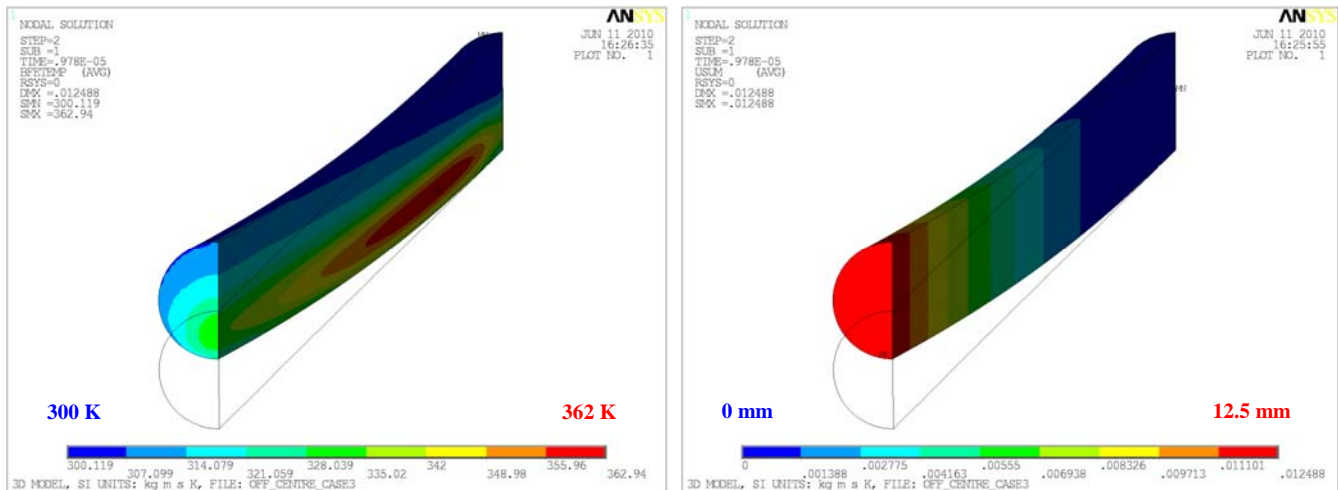 1
NODAL SOLUTION
STEP=2
SUB =1
TIME=.978E-05
BFETEMP (AVG)
RSYS=0
DMX =.012488
SMN =300.119
SMX =362.94
ANSYS
JUN 11 2010
16:26:35
PLOT NO. 1
MN
300 K
362 K
300.119 314.079 328.039 342 355.96
307.099 321.059 335.02 348.98 362.94
3D MODEL, SI UNITS: kg m s K, FILE: OFF_CENTRE_CASE3
1
NODAL SOLUTION
STEP=2
SUB =1
TIME=.978E-05
USUM (AVG)
RSYS=0
DMX =.012488
SMX =.012488
ANSYS
JUN 11 2010
16:25:55
PLOT NO. 1
MN
0 mm
12.5 mm
0 .002775 .00555 .008326 .011101
.001388 .004163 .006938 .009713 .012488
3D MODEL, SI UNITS: kg m s K, FILE: OFF_CENTRE_CASE3